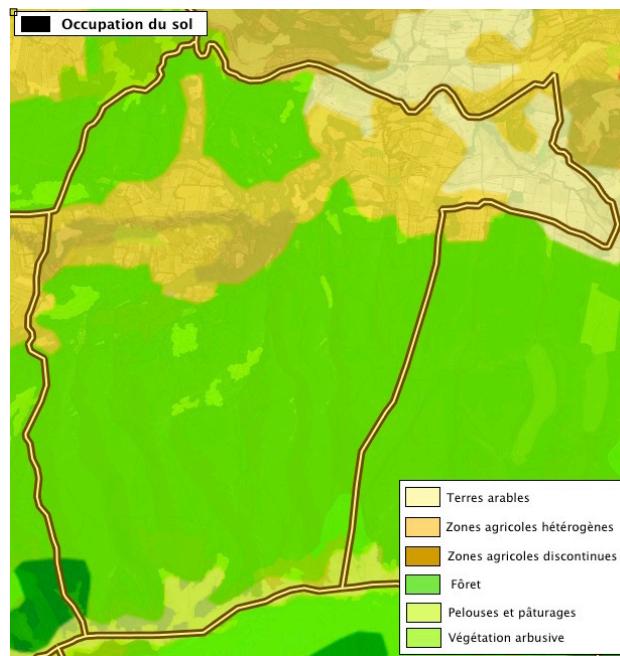 Occupation du sol
Terres arables
Zones agricoles hétérogènes
Zones agricoles discontinues
Fôret
Pelouses et pâturages
Végétation arbusive